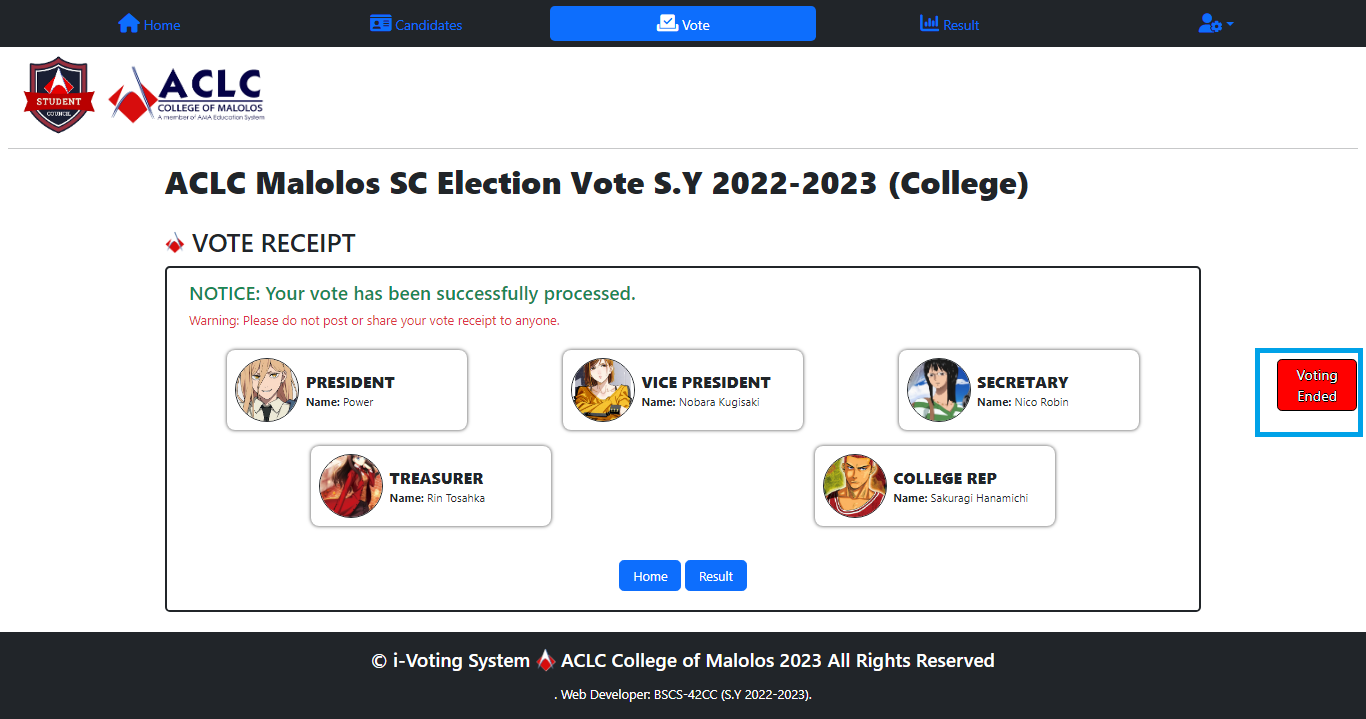 Home
Candidates
Vote
Result
STUDENT
COUNCIL
ACLC
COLLEGE OF MALOLOS
A member of AMA Education System
ACLC Malolos SC Election Vote S.Y 2022-2023 (College)
VOTE RECEIPT
NOTICE: Your vote has been successfully processed.
Warning: Please do not post or share your vote receipt to anyone.
PRESIDENT
Name: Power
VICE PRESIDENT
Name: Nobara Kugisaki
SECRETARY
Name: Nico Robin
Voting
Ended
TREASURER
Name: Rin Tosahka
COLLEGE REP
Name: Sakuragi Hanamichi
Home
Result
© i-Voting System ACLC College of Malolos 2023 All Rights Reserved
. Web Developer: BSCS-42CC (S.Y 2022-2023).